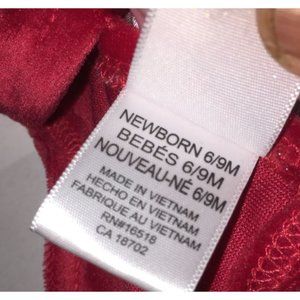 NEWBORN 6/9M
BEBÉS 6/9M
NOUVEAU-NÉ 6/9M
MADE IN VIETNAM
HECHO EN VIETNAM
FABRIQUE AU VIETNAM
RN#16518
CA 18702